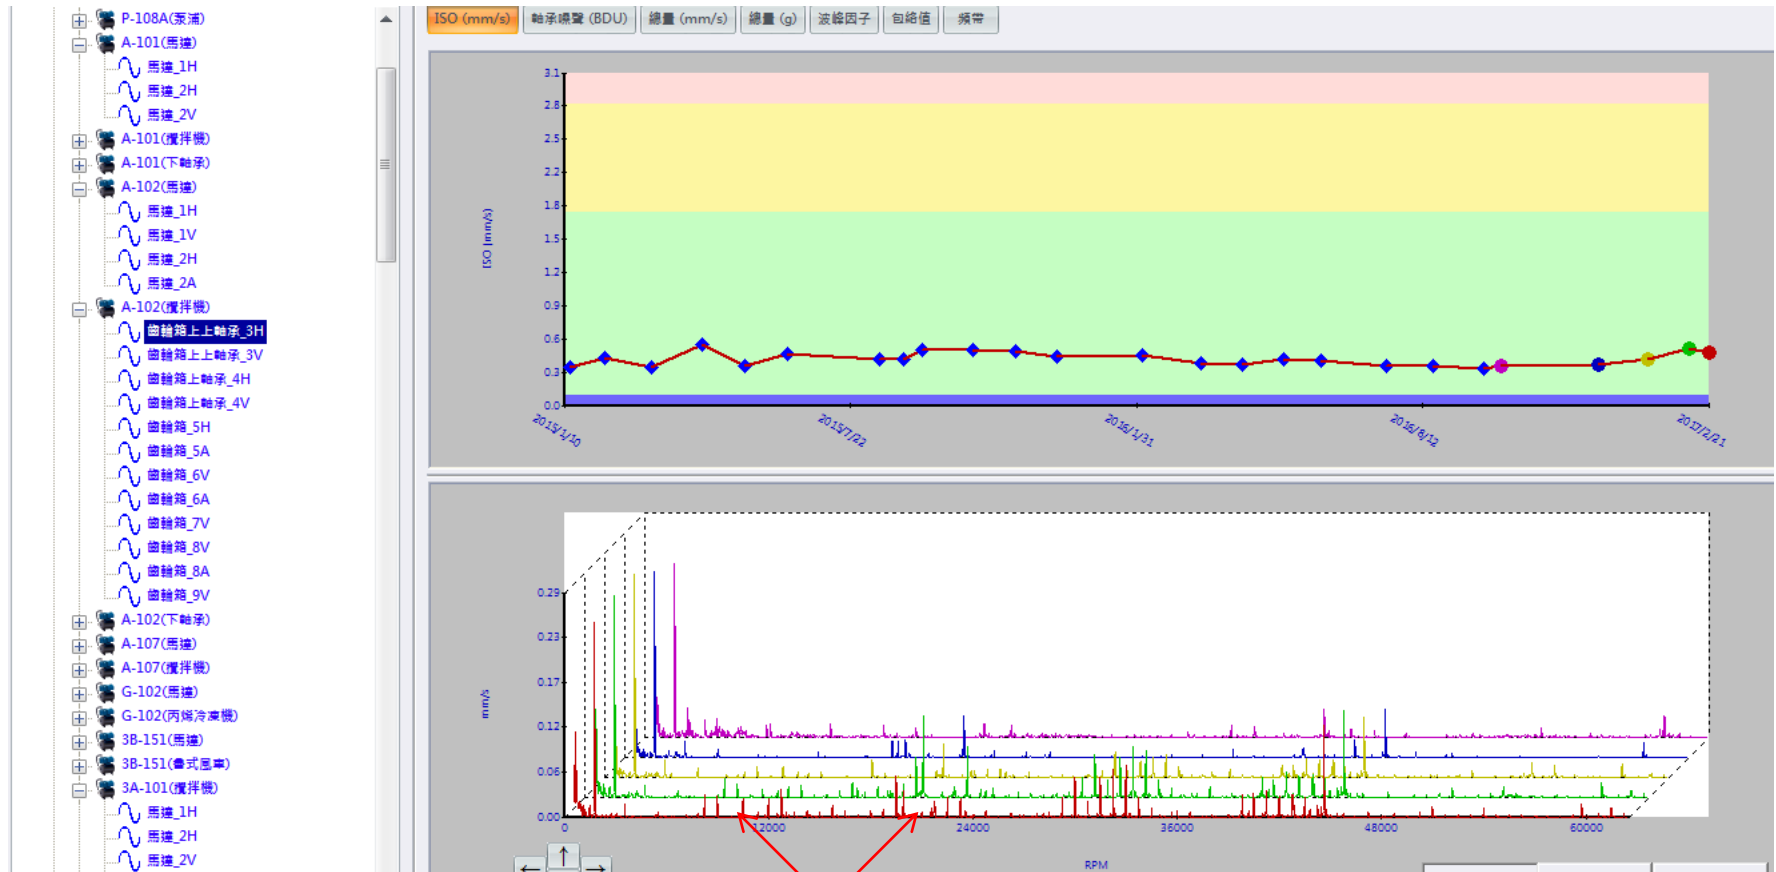 P-108A(泵浦)
A-101(馬達)
馬達_1H
馬達_2H
馬達_2V
A-101(攪拌機)
A-101(下軸承)
A-102(馬達)
馬達_1H
馬達_1V
馬達_2H
馬達_2A
A-102(攪拌機)
齒輪箱上上軸承_3H
齒輪箱上上軸承_3V
齒輪箱上軸承_4H
齒輪箱上軸承_4V
齒輪箱_5H
齒輪箱_5A
齒輪箱_6V
齒輪箱_6A
齒輪箱_7V
齒輪箱_8V
齒輪箱_8A
齒輪箱_9V
A-102(下軸承)
A-107(馬達)
A-107(攪拌機)
G-102(馬達)
G-102(丙烯冷凍機)
3B-151(馬達)
3B-151(魯式風車)
3A-101(攪拌機)
馬達_1H
馬達_2H
馬達_2V
ISO (mm/s) 軸承噪聲 (BDU) 總量 (mm/s) 總量 (g) 波峰因子 包絡值 頻帶
3.1
2.8
2.5
2.2
1.8
1.5
1.2
0.9
0.6
0.3
0.0
ISO (mm/s)
2015/1/10 2015/7/22 2016/1/31 2016/8/12 2017/2/21
0.29
0.23
0.17
0.12
0.06
0.00
mm/s
0 12000 24000 36000 48000 60000
RPM